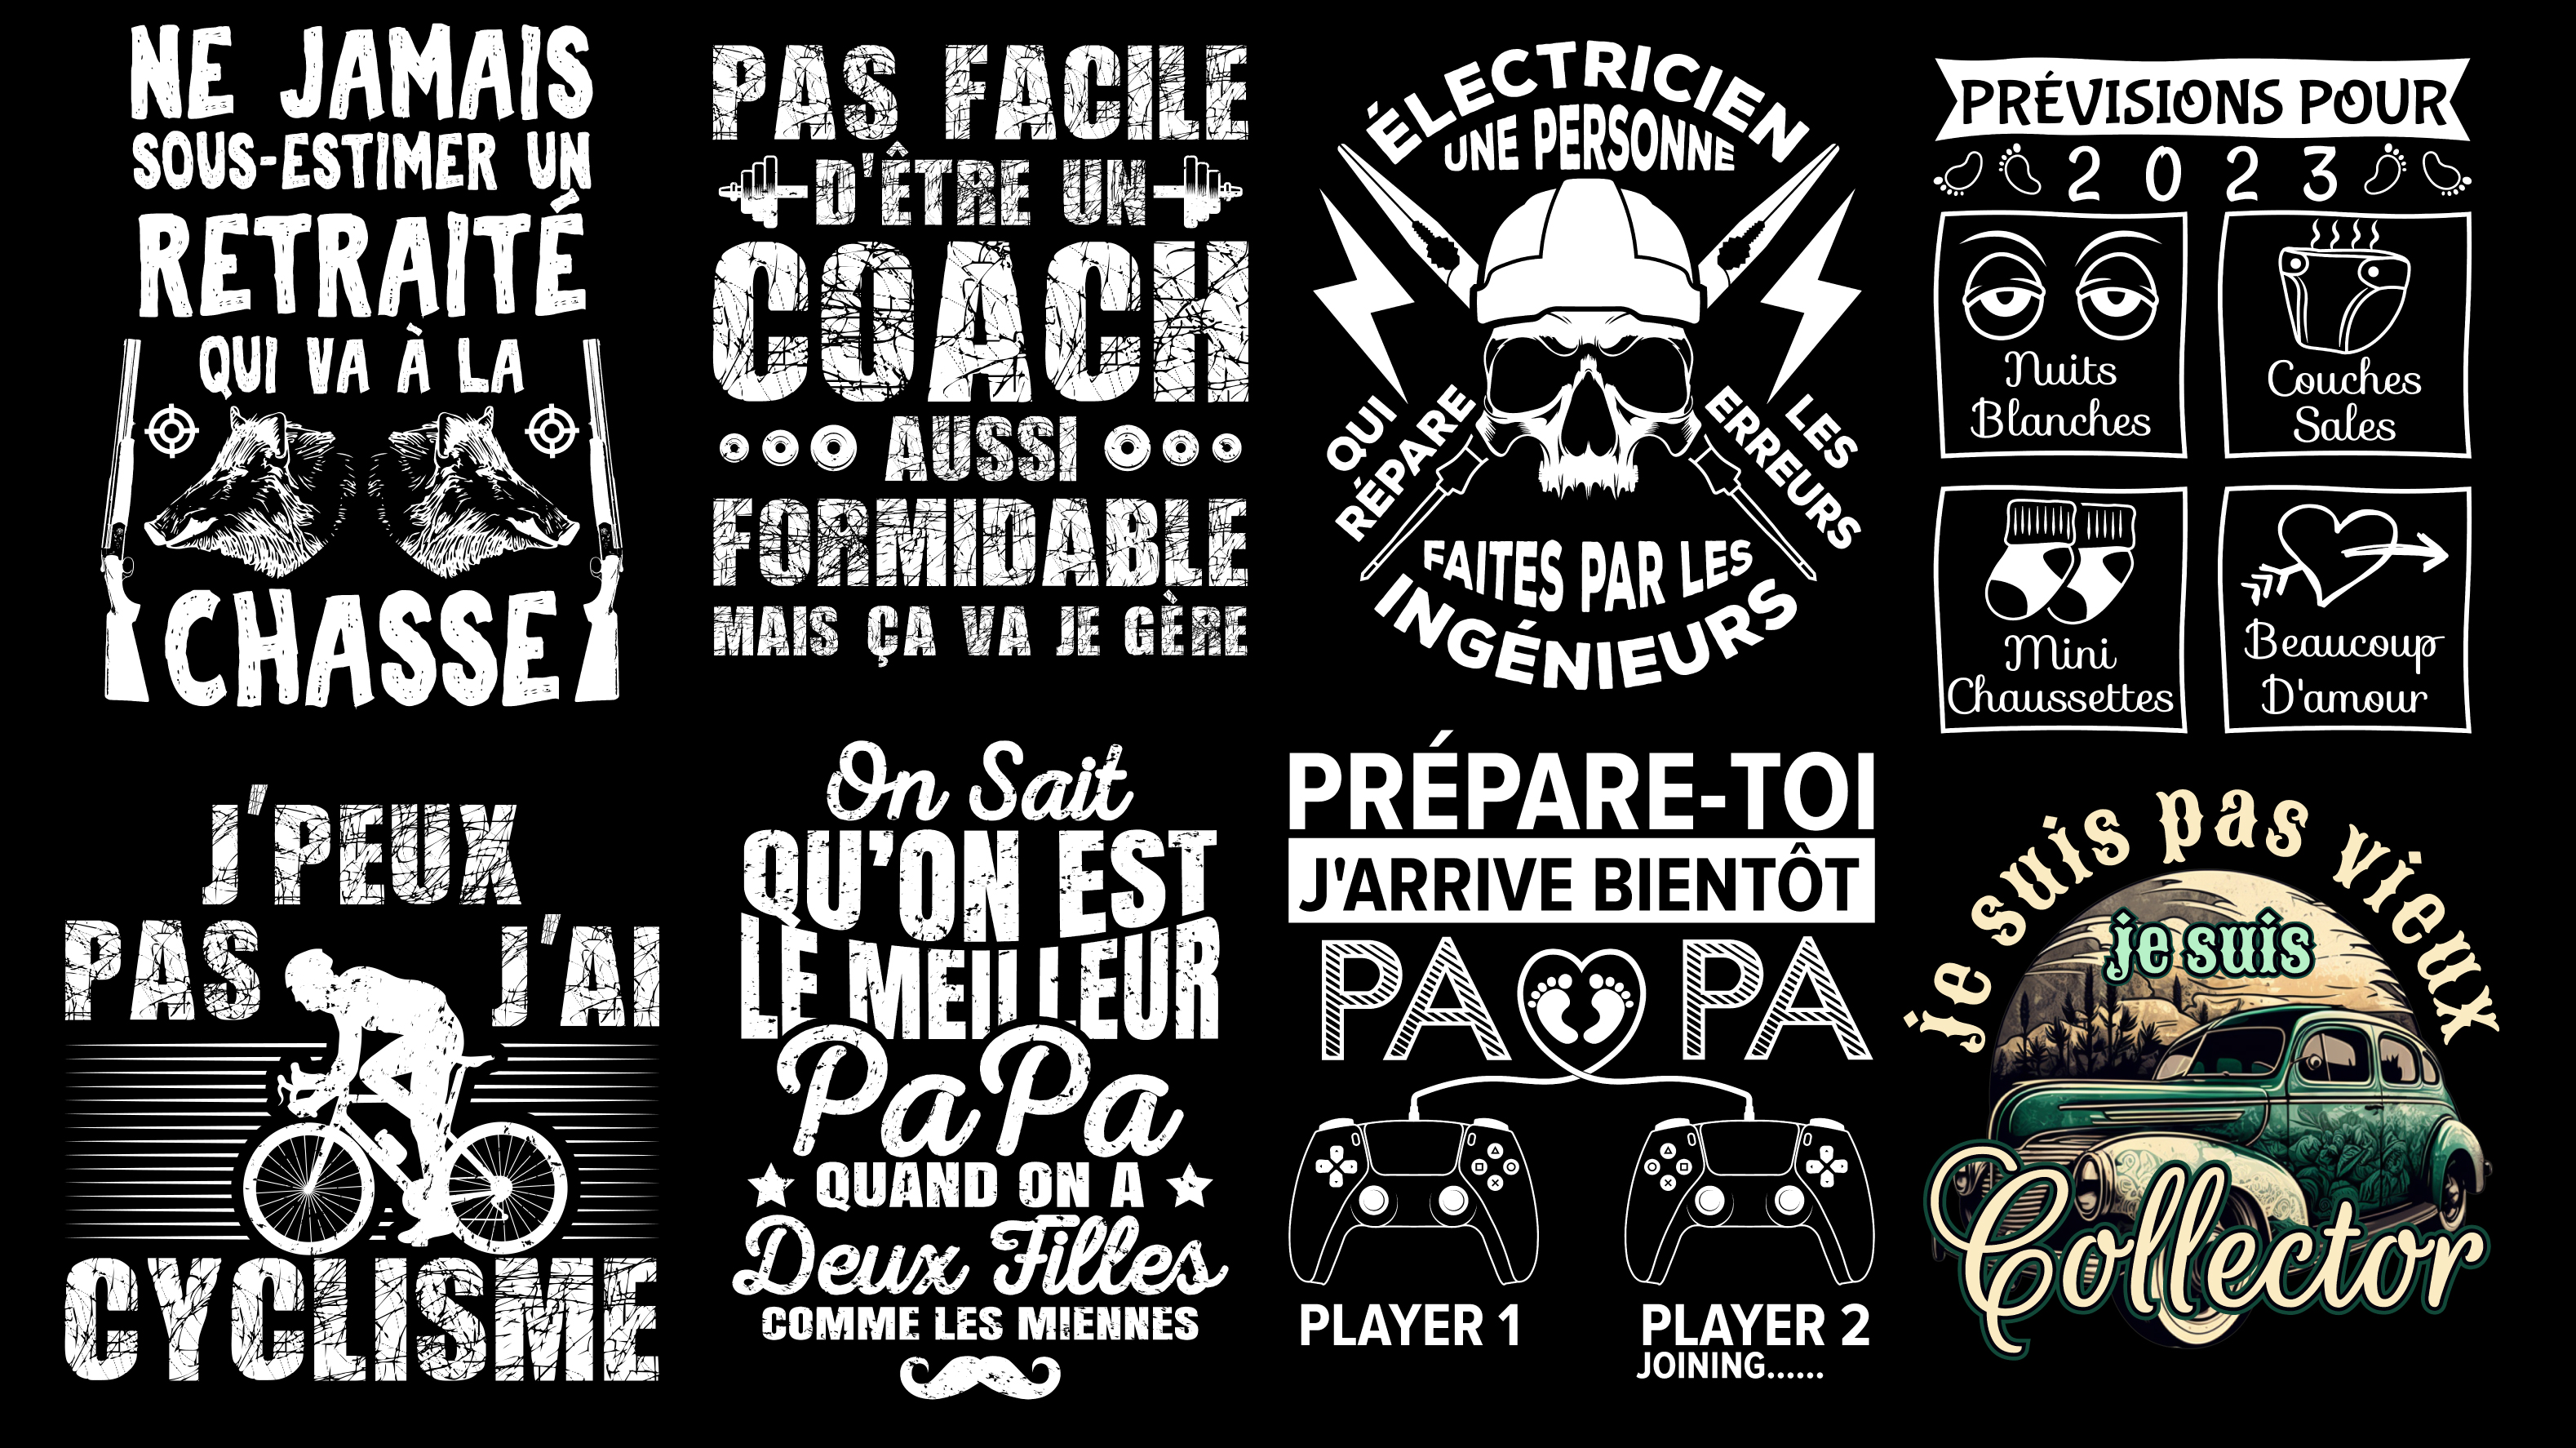 NE JAMAIS
SOUS-ESTIMER UN
RETRAITÉ
QUI VA À LA
CHASSE
PAS FACILE
D'ÊTRE UN
COACH
AUSSI
FORMIDABLE
MAIS ÇA VA JE GÈRE
ÉLECTRICIEN
UNE PERSONNE
QUI
RÉPARE
LES
ERREURS
FAITES PAR LES
INGÉNIEURS
PRÉVISIONS POUR
2023
Nuits
Blanches
Couches
Sales
Mini
Chaussettes
Beaucoup
D'amour
J'PEUX
PAS J'AI
CYCLISME
On Sait
QU'ON EST
LE MEILLEUR
PaPa
QUAND ON A
Deux Filles
COMME LES MIENNES
PRÉPARE-TOI
J'ARRIVE BIENTÔT
PAPA
PLAYER 1
PLAYER 2
JOINING......
je suis pas vieux
je suis
Collector